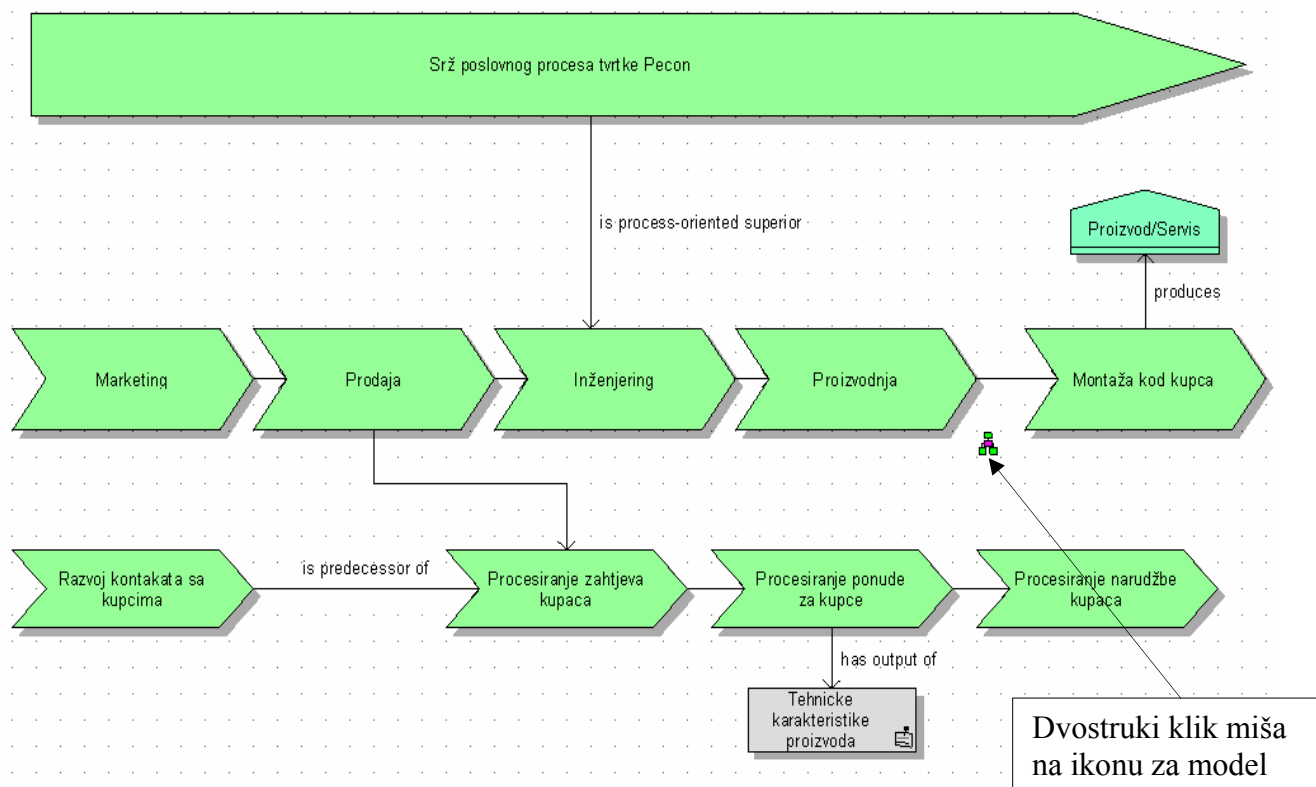 Srž poslovnog procesa tvrtke Pecon
is process-oriented superior
Proizvod/Servis
produces
Marketing
Prodaja
Inženjering
Proizvodnja
Montaža kod kupca
Razvoj kontakata sa
kupcima
is predecessor of
Procesiranje zahtjeva
kupaca
Procesiranje ponude
za kupce
Procesiranje narudžbe
kupaca
has output of
Tehnicke
karakteristike
proizvoda
Dvostruki klik miša
na ikonu za model